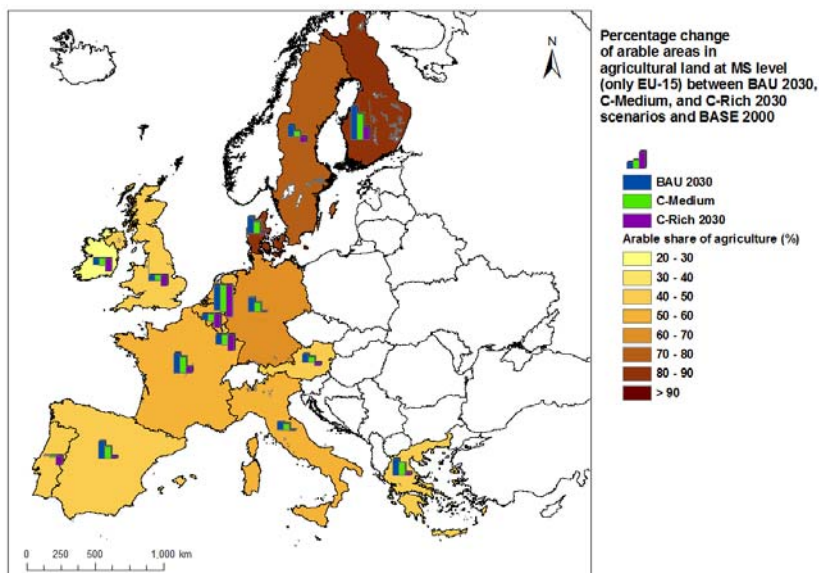 N
Percentage change
of arable areas in
agricultural land at MS level
(only EU-15) between BAU 2030,
C-Medium, and C-Rich 2030
scenarios and BASE 2000
BAU 2030
C-Medium
C-Rich 2030
Arable share of agriculture (%)
20 - 30
30 - 40
40 - 50
50 - 60
60 - 70
70 - 80
80 - 90
> 90
0 250 500 1,000 km